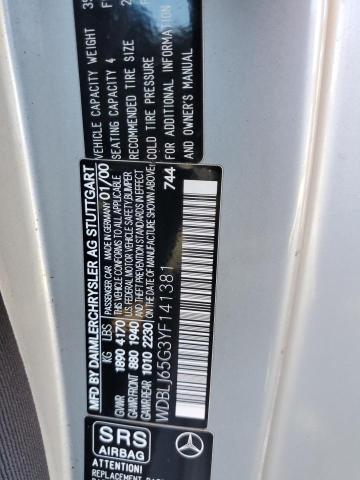 VEHICLE CAPACITY WEIGHT
SEATING CAPACITY 4
RECOMMENDED TIRE SIZE
COLD TIRE PRESSURE
FOR ADDITIONAL INFORMATION
OWNER'S MANUAL
MFD. BY DAIMLERCHRYSLER AG STUTTGART
PASSENGER CAR MADE IN GERMANY 01/00
KG LBS
GVWR 1890 4170
GAWR FRONT 880 1940
GAWR REAR 1010 2230
THIS VEHICLE CONFORMS TO ALL APPLICABLE
U.S. FEDERAL MOTOR VEHICLE SAFETY/BUMPER
AND THEFT PREVENTION STANDARDS IN EFFECT
ON THE DATE OF MANUFACTURE SHOWN ABOVE.
744
WDBLJ65G3YF141381
SRS
AIRBAG
Mercedes-Benz
ATTENTION!